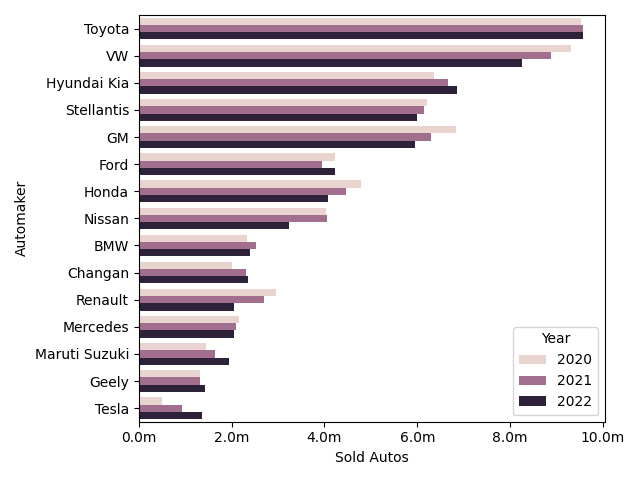 Toyota
VW
Hyundai Kia
Stellantis
GM
Ford
Honda
Nissan
BMW
Changan
Renault
Mercedes
Maruti Suzuki
Geely
Tesla
Automaker
0.0m 2.0m 4.0m 6.0m 8.0m 10.0m
Sold Autos
Year
2020
2021
2022